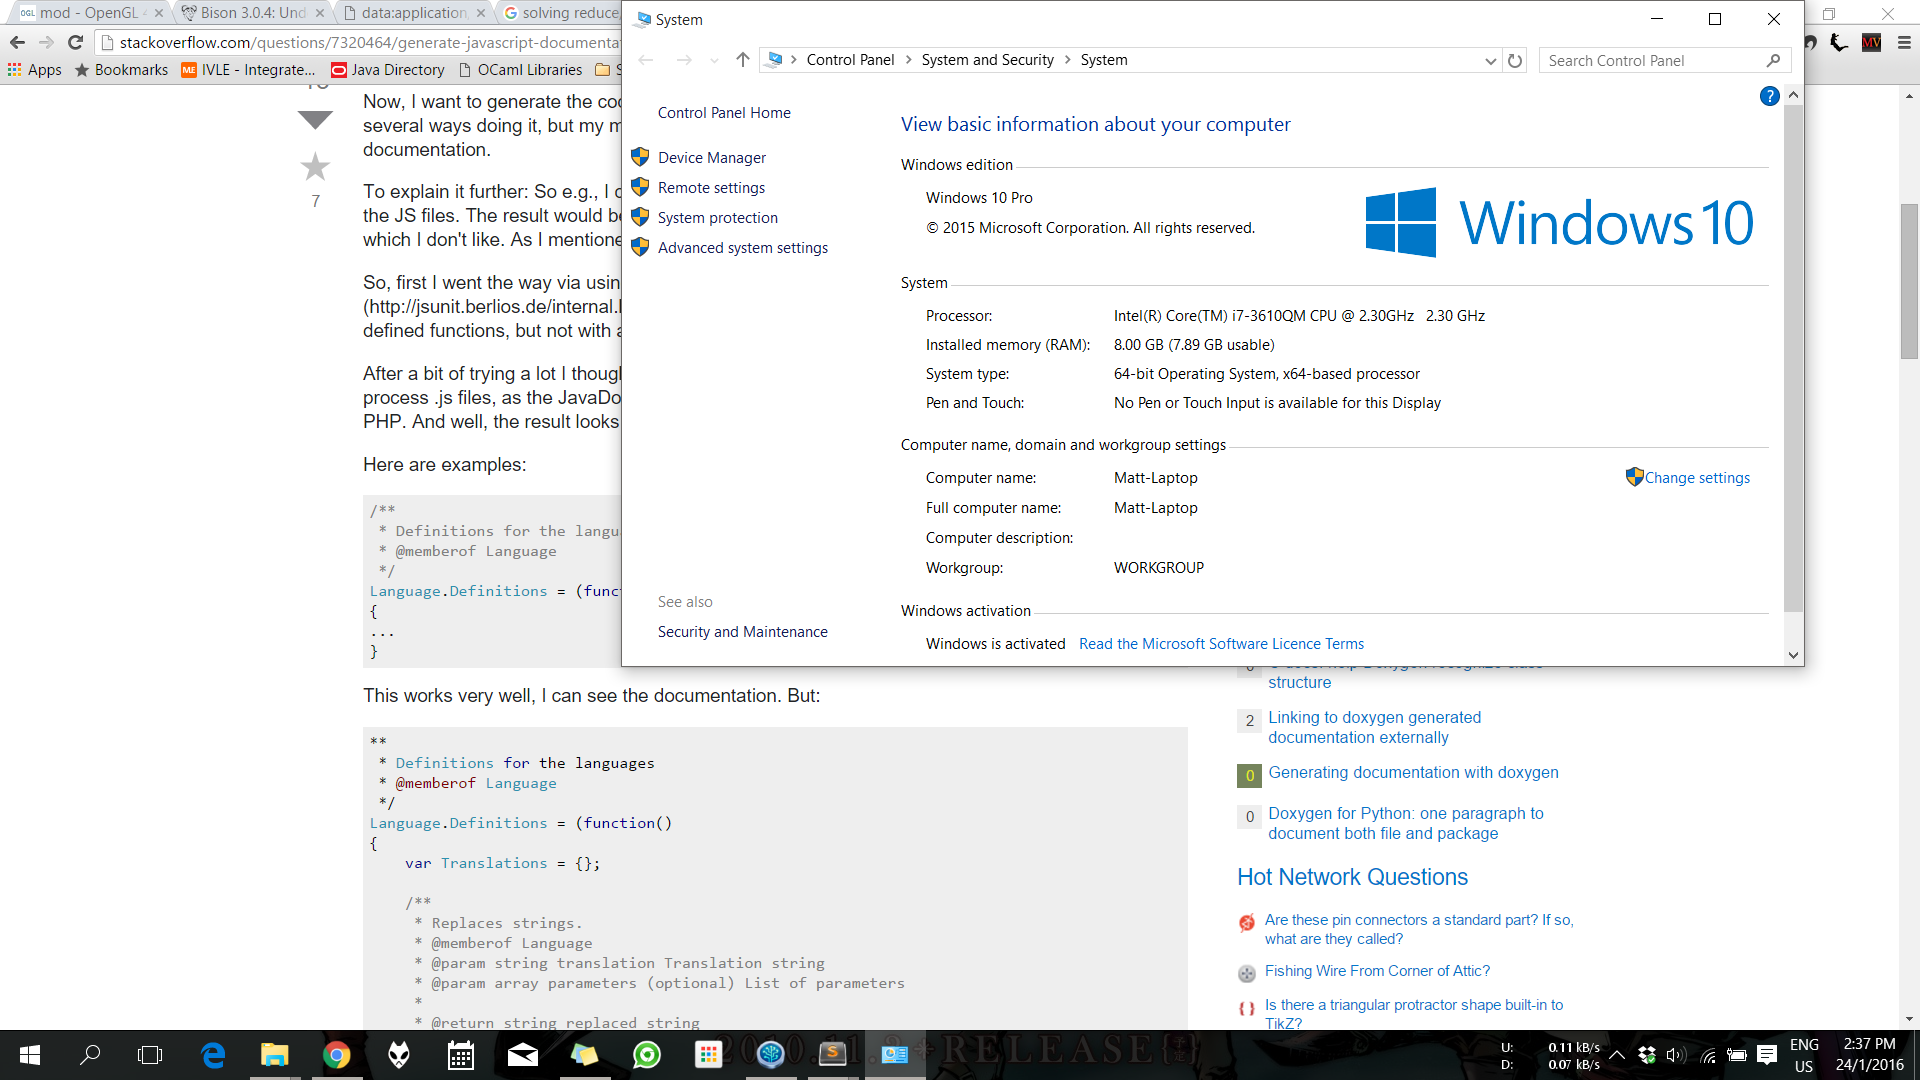 mod - OpenGL
Bison 3.0.4: Und
data:application
solving reduce
stackoverflow.com/questions/7320464/generate-javascript-documenta
Apps
Bookmarks
IVLE - Integrate...
Java Directory
OCaml Libraries
Now, I want to generate the
several ways doing it, but my
documentation.
7
To explain it further: So e.g., I
the JS files. The result would
which I don't like. As I
So, first I went the way via
(http://jsunit.berlios.de/internal.
defined functions, but not with
After a bit of trying a lot I
process .js files, as the
PHP. And well, the result looks
Here are examples:
/**
* Definitions for the
* @memberof Language
*/
Language.Definitions =
{
...
}
This works very well, I can see the documentation. But:
**
* Definitions for the languages
* @memberof Language
*/
Language.Definitions = (function()
{
var Translations = {};
/**
* Replaces strings.
* @memberof Language
* @param string translation Translation string
* @param array parameters (optional) List of parameters
*
* @return string replaced string
System
Control Panel > System and Security > System
Search Control Panel
Control Panel Home
Device Manager
Remote settings
System protection
Advanced system settings
See also
Security and Maintenance
View basic information about your computer
Windows edition
Windows 10 Pro
© 2015 Microsoft Corporation. All rights reserved.
Windows 10
System
Processor: Intel(R) Core(TM) i7-3610QM CPU @ 2.30GHz 2.30 GHz
Installed memory (RAM): 8.00 GB (7.89 GB usable)
System type: 64-bit Operating System, x64-based processor
Pen and Touch: No Pen or Touch Input is available for this Display
Computer name, domain and workgroup settings
Computer name: Matt-Laptop
Change settings
Full computer name: Matt-Laptop
Computer description:
Workgroup: WORKGROUP
Windows activation
Windows is activated Read the Microsoft Software Licence Terms
structure
2 Linking to doxygen generated
documentation externally
0 Generating documentation with doxygen
0 Doxygen for Python: one paragraph to
document both file and package
Hot Network Questions
Are these pin connectors a standard part? If so,
what are they called?
Fishing Wire From Corner of Attic?
Is there a triangular protractor shape built-in to
TikZ?
RELEASE
U: 0.11 kB/s
D: 0.07 kB/s
ENG
US
2:37 PM
24/1/2016